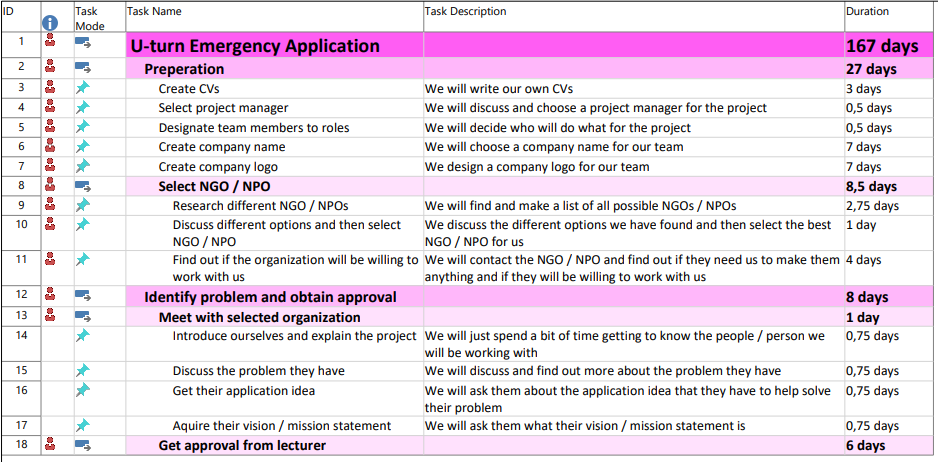 ID Task Mode Task Name Task Description Duration
1 U-turn Emergency Application 167 days
2 Preperation 27 days
3 Create CVs We will write our own CVs 3 days
4 Select project manager We will discuss and choose a project manager for the project 0,5 days
5 Designate team members to roles We will decide who will do what for the project 0,5 days
6 Create company name We will choose a company name for our team 7 days
7 Create company logo We design a company logo for our team 7 days
8 Select NGO / NPO 8,5 days
9 Research different NGO / NPOs We will find and make a list of all possible NGOs / NPOs 2,75 days
10 Discuss different options and then select We discuss the different options we have found and then select the best 1 day
NGO / NPO NGO / NPO for us
11 Find out if the organization will be willing to We will contact the NGO / NPO and find out if they need us to make them 4 days
work with us anything and if they will be willing to work with us
12 Identify problem and obtain approval 8 days
13 Meet with selected organization 1 day
14 Introduce ourselves and explain the project We will just spend a bit of time getting to know the people / person we 0,75 days
will be working with
15 Discuss the problem they have We will discuss and find out more about the problem they have 0,75 days
16 Get their application idea We will ask them about the application idea that they have to help solve 0,75 days
their problem
17 Aquire their vision / mission statement We will ask them what their vision / mission statement is 0,75 days
18 Get approval from lecturer 6 days